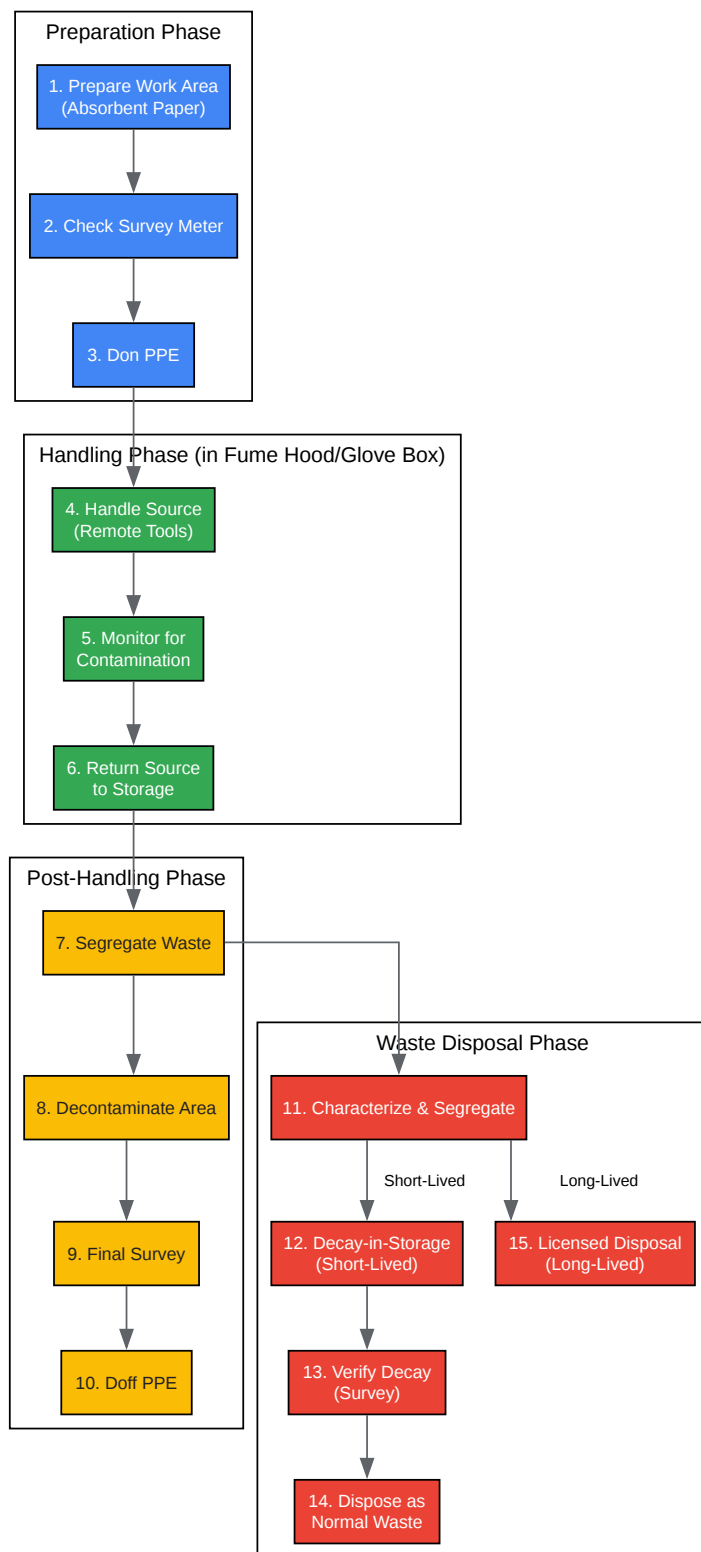 Preparation Phase
1. Prepare Work Area
(Absorbent Paper)
2. Check Survey Meter
3. Don PPE
Handling Phase (in Fume Hood/Glove Box)
4. Handle Source
(Remote Tools)
5. Monitor for
Contamination
6. Return Source
to Storage
Post-Handling Phase
7. Segregate Waste
8. Decontaminate Area
9. Final Survey
10. Doff PPE
Waste Disposal Phase
11. Characterize & Segregate
Short-Lived
Long-Lived
12. Decay-in-Storage
(Short-Lived)
15. Licensed Disposal
(Long-Lived)
13. Verify Decay
(Survey)
14. Dispose as
Normal Waste